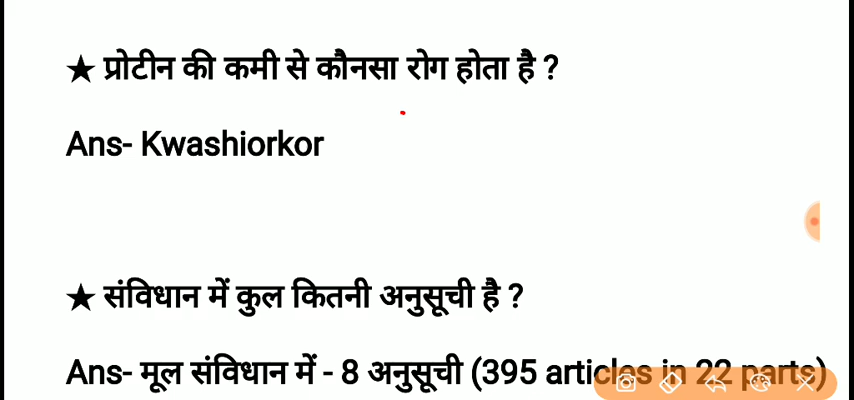 ★ प्रोटीन की कमी से कौनसा रोग होता है ?
Ans- Kwashiorkor
★ संविधान में कुल कितनी अनुसूची है ?
Ans- मूल संविधान में - 8 अनुसूची (395 articles in 22 parts)